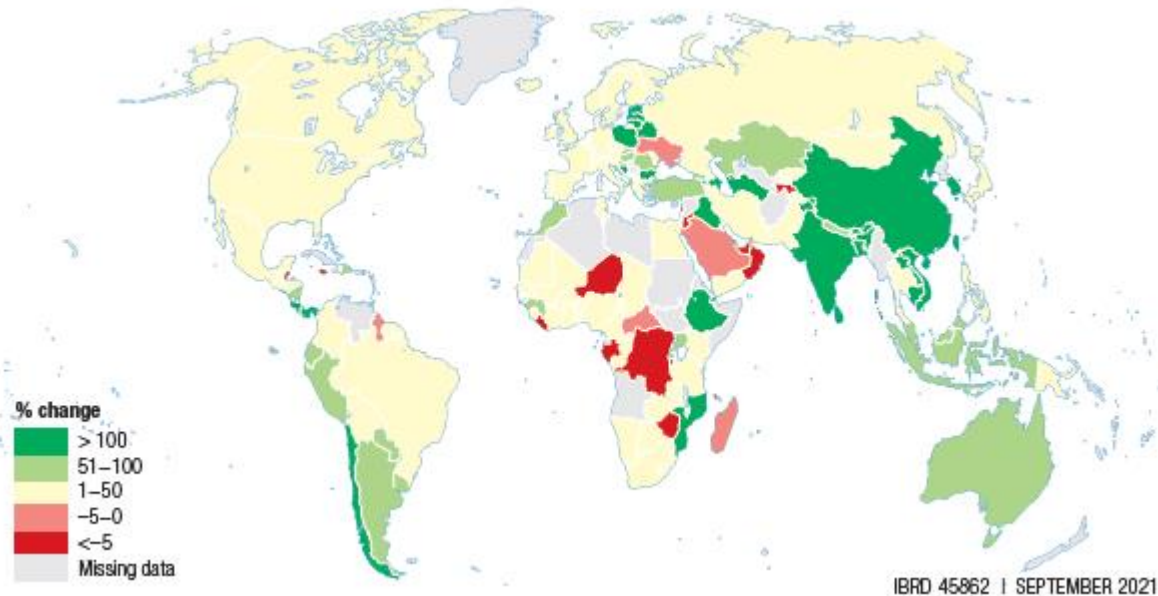 % change
> 100
51–100
1–50
–5–0
<–5
Missing data
IBRD 45862 | SEPTEMBER 2021